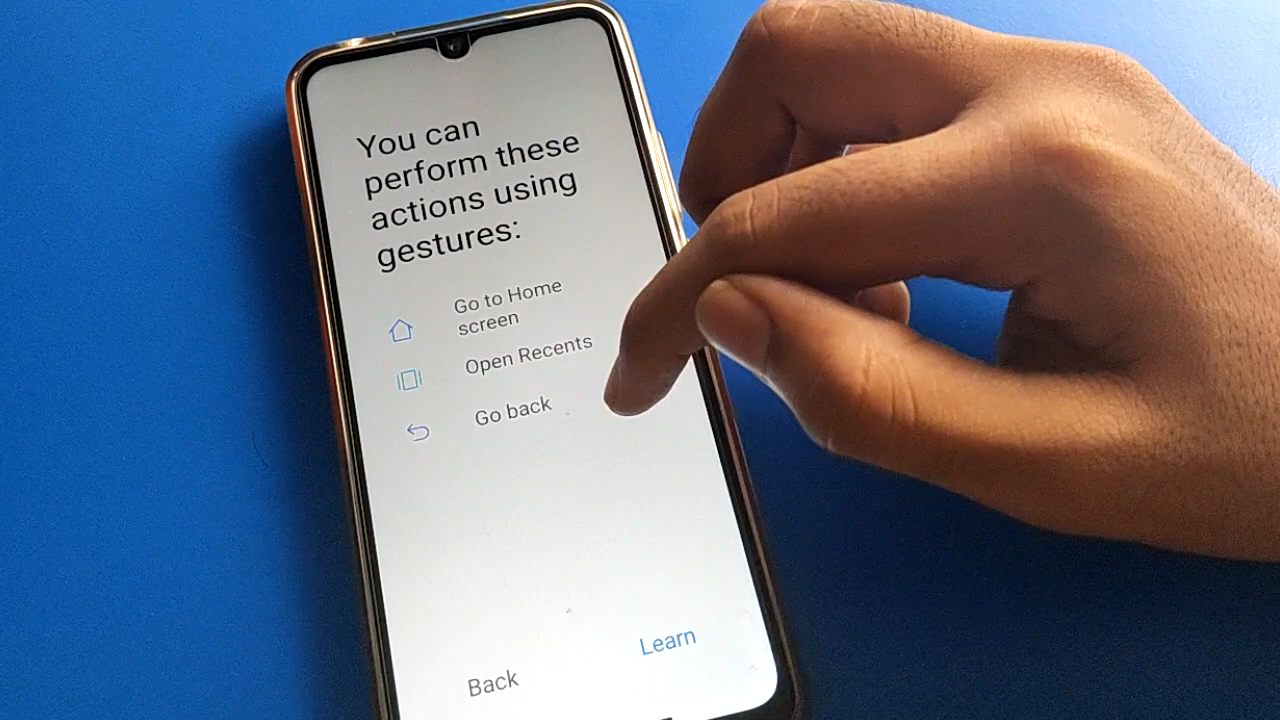 You can
perform these
actions using
gestures:
Go to Home
screen
Open Recents
Go back
Learn
Back